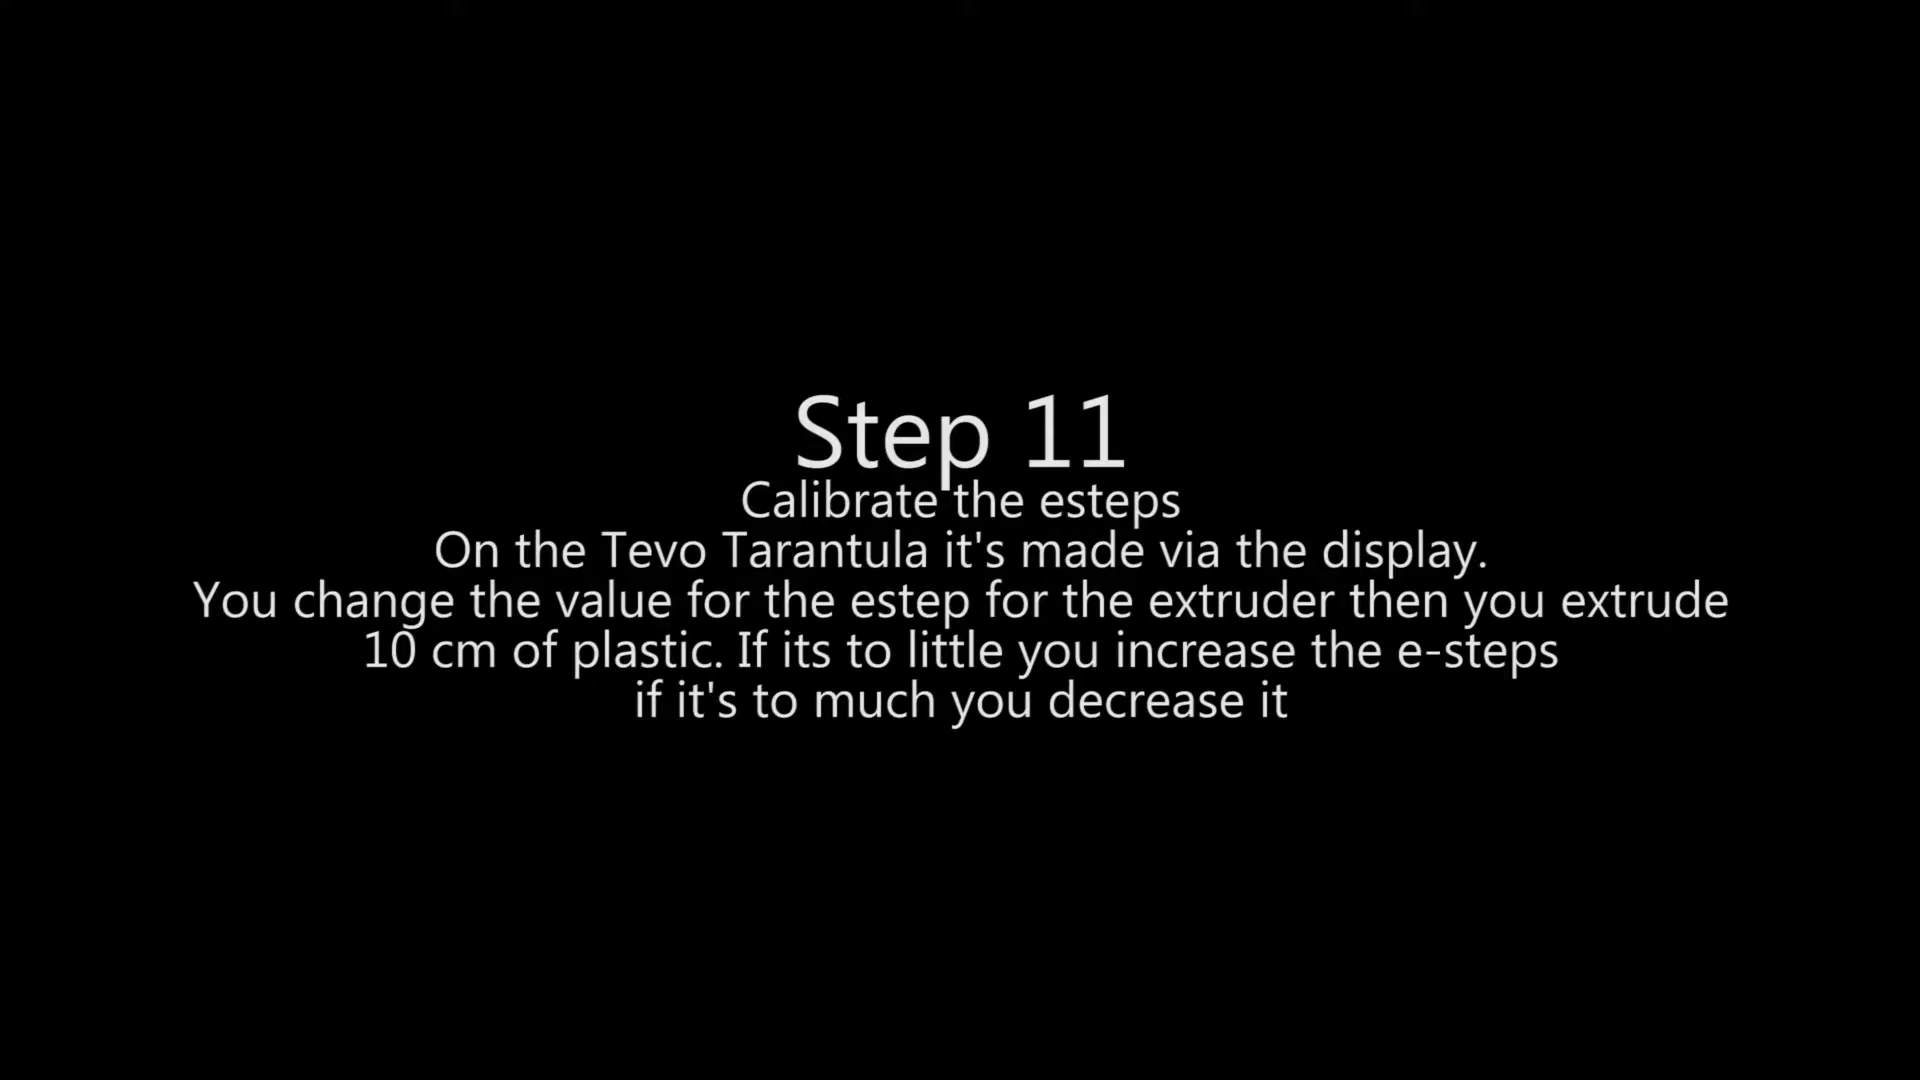 Step 11
Calibrate the esteps
On the Tevo Tarantula it's made via the display.
You change the value for the estep for the extruder then you extrude
10 cm of plastic. If its to little you increase the e-steps
if it's to much you decrease it